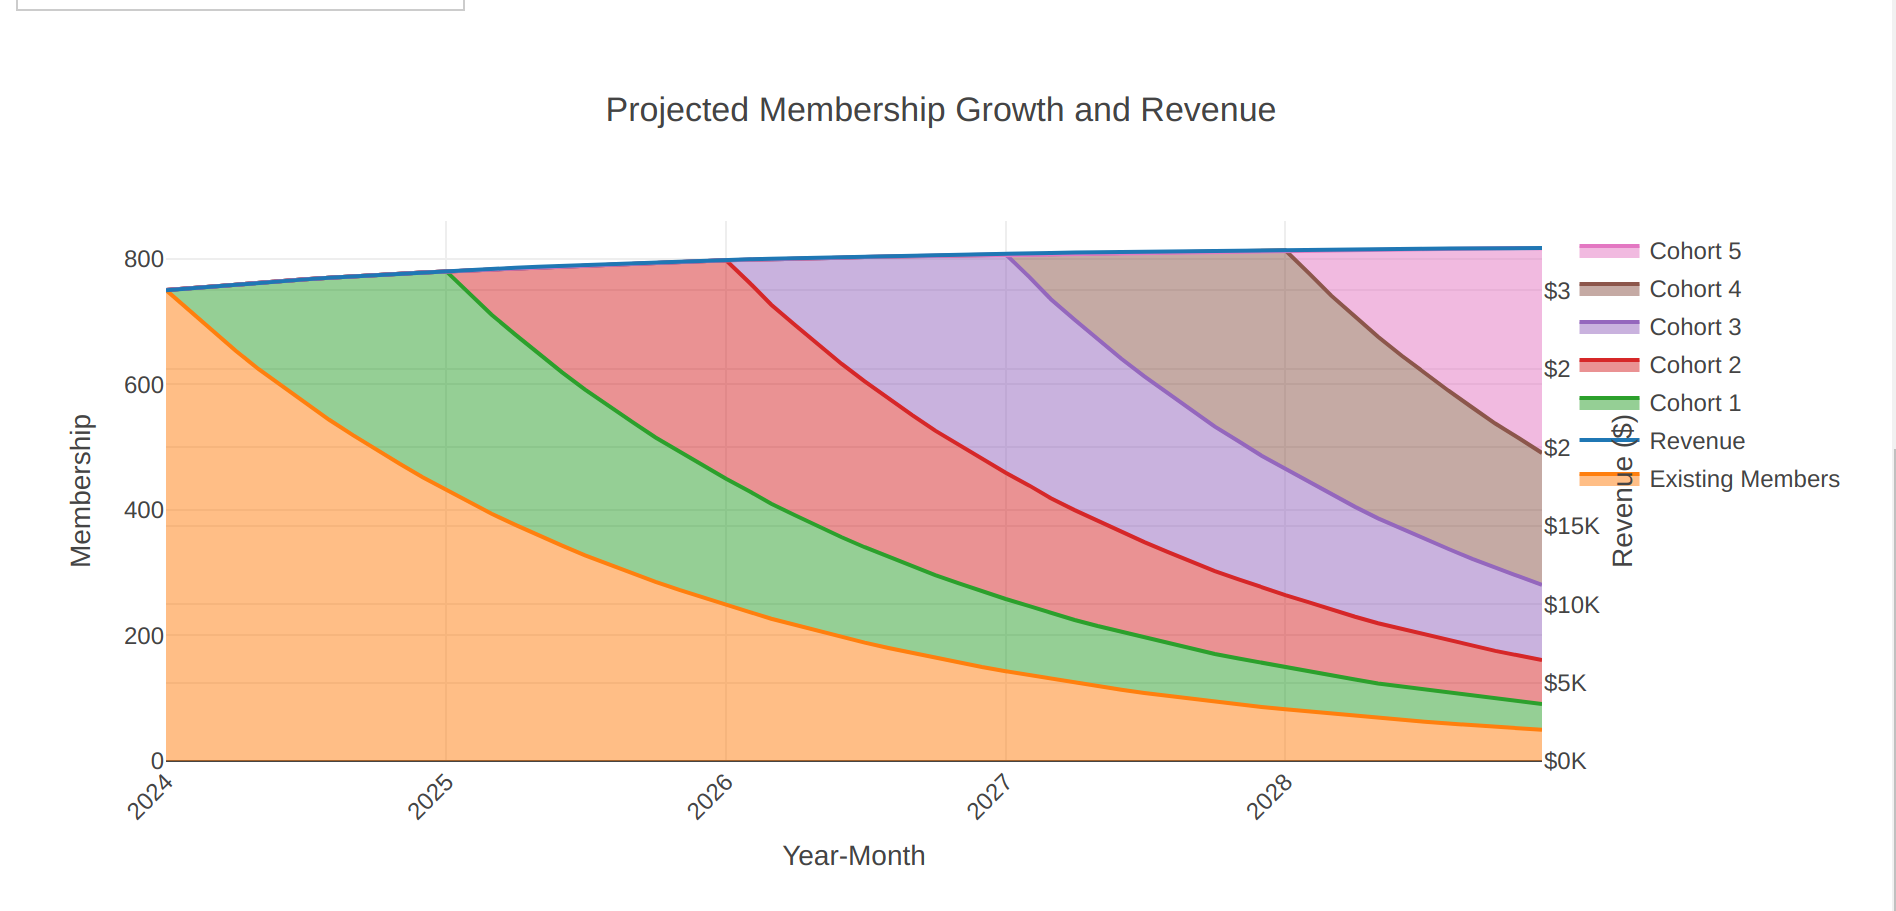 Projected Membership Growth and Revenue
800
600
400
200
0
Membership
2024
2025
2026
2027
2028
Year-Month
$3
$2
$2
$15K
$10K
$5K
$0K
Revenue ($)
Cohort 5
Cohort 4
Cohort 3
Cohort 2
Cohort 1
Revenue
Existing Members